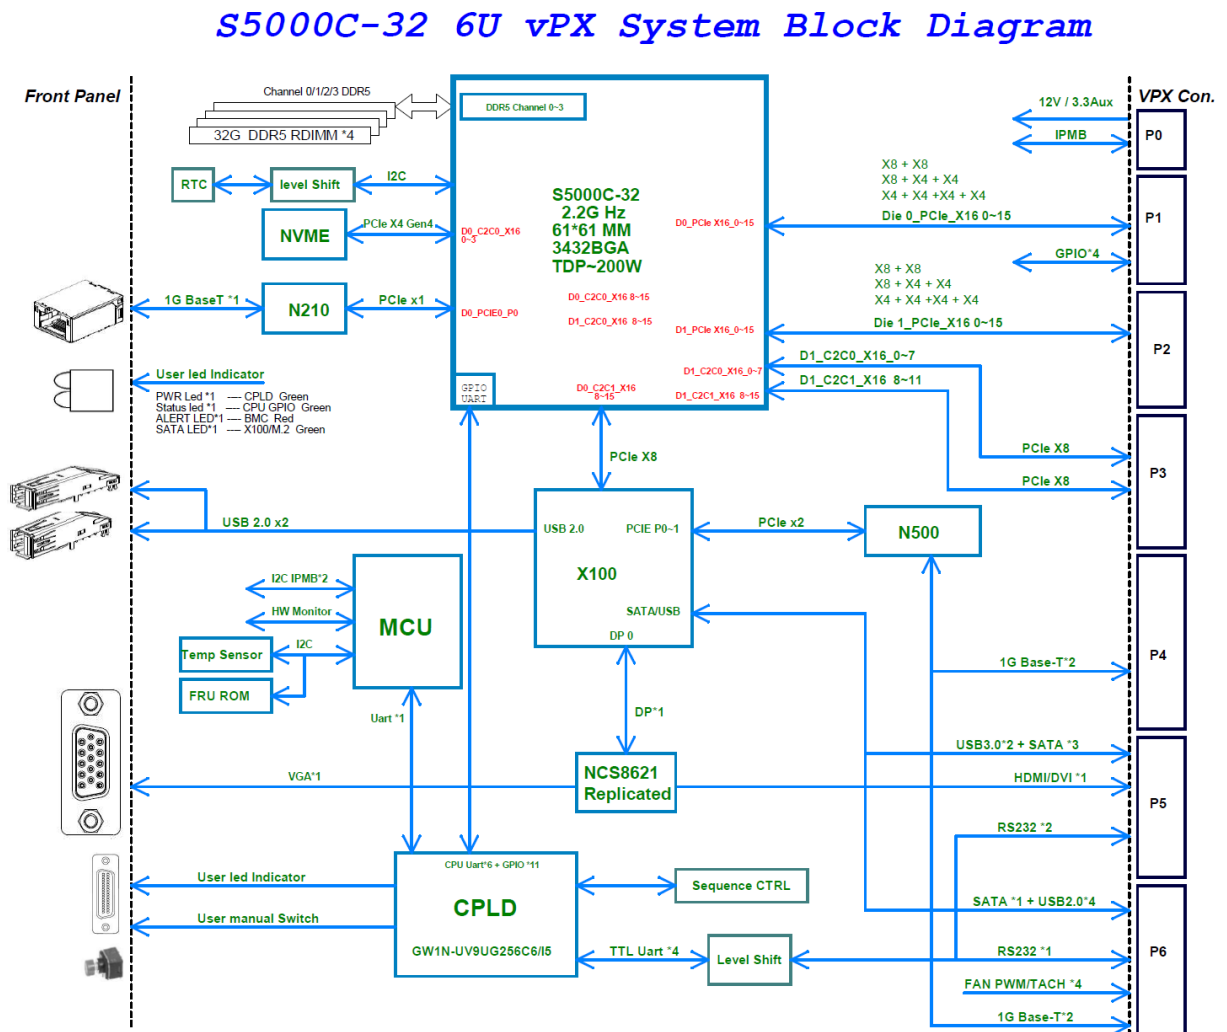 S5000C-32 6U vPX System Block Diagram
Front Panel
VPX Con.
Channel 0/1/2/3 DDR5
32G DDR5 RDIMM *4
DDR5 Channel 0~3
12V / 3.3Aux
IPMB
P0
RTC
level Shift
I2C
NVME
PCIe X4 Gen4
D0_C2C0_X16
0~3
S5000C-32
2.2G Hz
61*61 MM
3432BGA
TDP~200W
D0_PCIe X16_0~15
X8 + X8
X8 + X4 + X4
X4 + X4 +X4 + X4
Die 0_PCIe_X16 0~15
P1
GPIO*4
1G BaseT *1
N210
PCIe x1
D0_PCIE0_P0
D0_C2C0_X16 8~15
D1_C2C0_X16 8~15
D1_PCIe X16_0~15
X8 + X8
X8 + X4 + X4
X4 + X4 +X4 + X4
Die 1_PCIe_X16 0~15
P2
User led Indicator
PWR Led *1 ---- CPLD Green
Status led *1 ---- CPU GPIO Green
ALERT LED*1 ---- BMC Red
SATA LED*1 ---- X100/M.2 Green
GPIO
UART
D0_C2C1_X16
8~15
D1_C2C0_X16_0~7
D1_C2C1_X16 8~15
D1_C2C0_X16_0~7
D1_C2C1_X16 8~11
PCIe X8
PCIe X8
PCIe X8
P3
USB 2.0 x2
USB 2.0
PCIE P0~1
X100
SATA/USB
DP 0
PCIe x2
N500
I2C IPMB*2
HW Monitor
I2C
MCU
Temp Sensor
FRU ROM
Uart *1
DP*1
1G Base-T*2
P4
VGA*1
NCS8621
Replicated
USB3.0*2 + SATA *3
HDMI/DVI *1
RS232 *2
P5
CPU Uart*6 + GPIO *11
CPLD
GW1N-UV9UG256C6/I5
User led Indicator
User manual Switch
Sequence CTRL
TTL Uart *4
Level Shift
SATA *1 + USB2.0*4
RS232 *1
FAN PWM/TACH *4
1G Base-T*2
P6